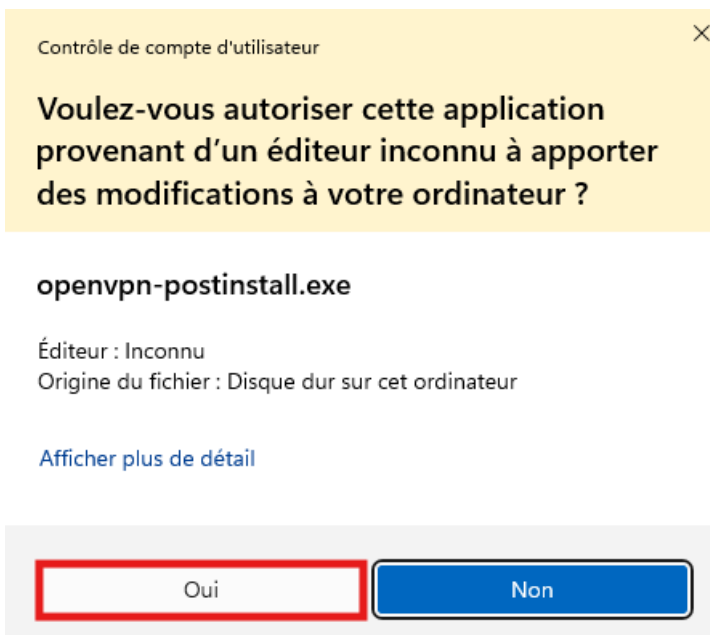 Contrôle de compte d'utilisateur
Voulez-vous autoriser cette application
provenant d’un éditeur inconnu à apporter
des modifications à votre ordinateur ?
openvpn-postinstall.exe
Éditeur : Inconnu
Origine du fichier : Disque dur sur cet ordinateur
Afficher plus de détail
Oui
Non